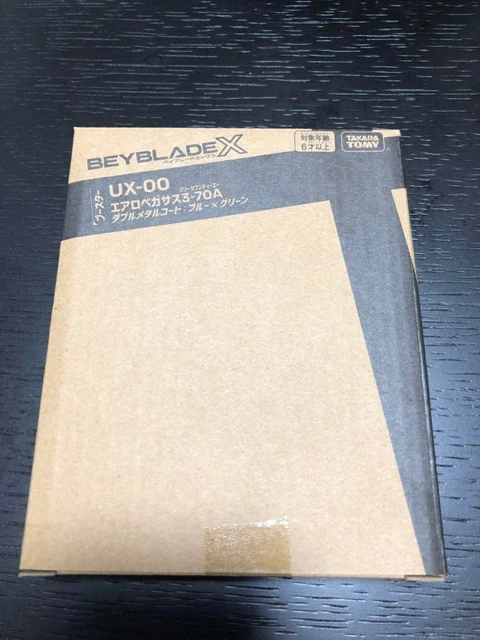 BEYBLADE X
ベイブレードエックス
対象年齢
6才以上
TAKARA
TOMY
ブースター
UX-00
スリーセブンティーエー
エアロペガサス3-70A
ダブルメタルコート:ブルー×グリーン